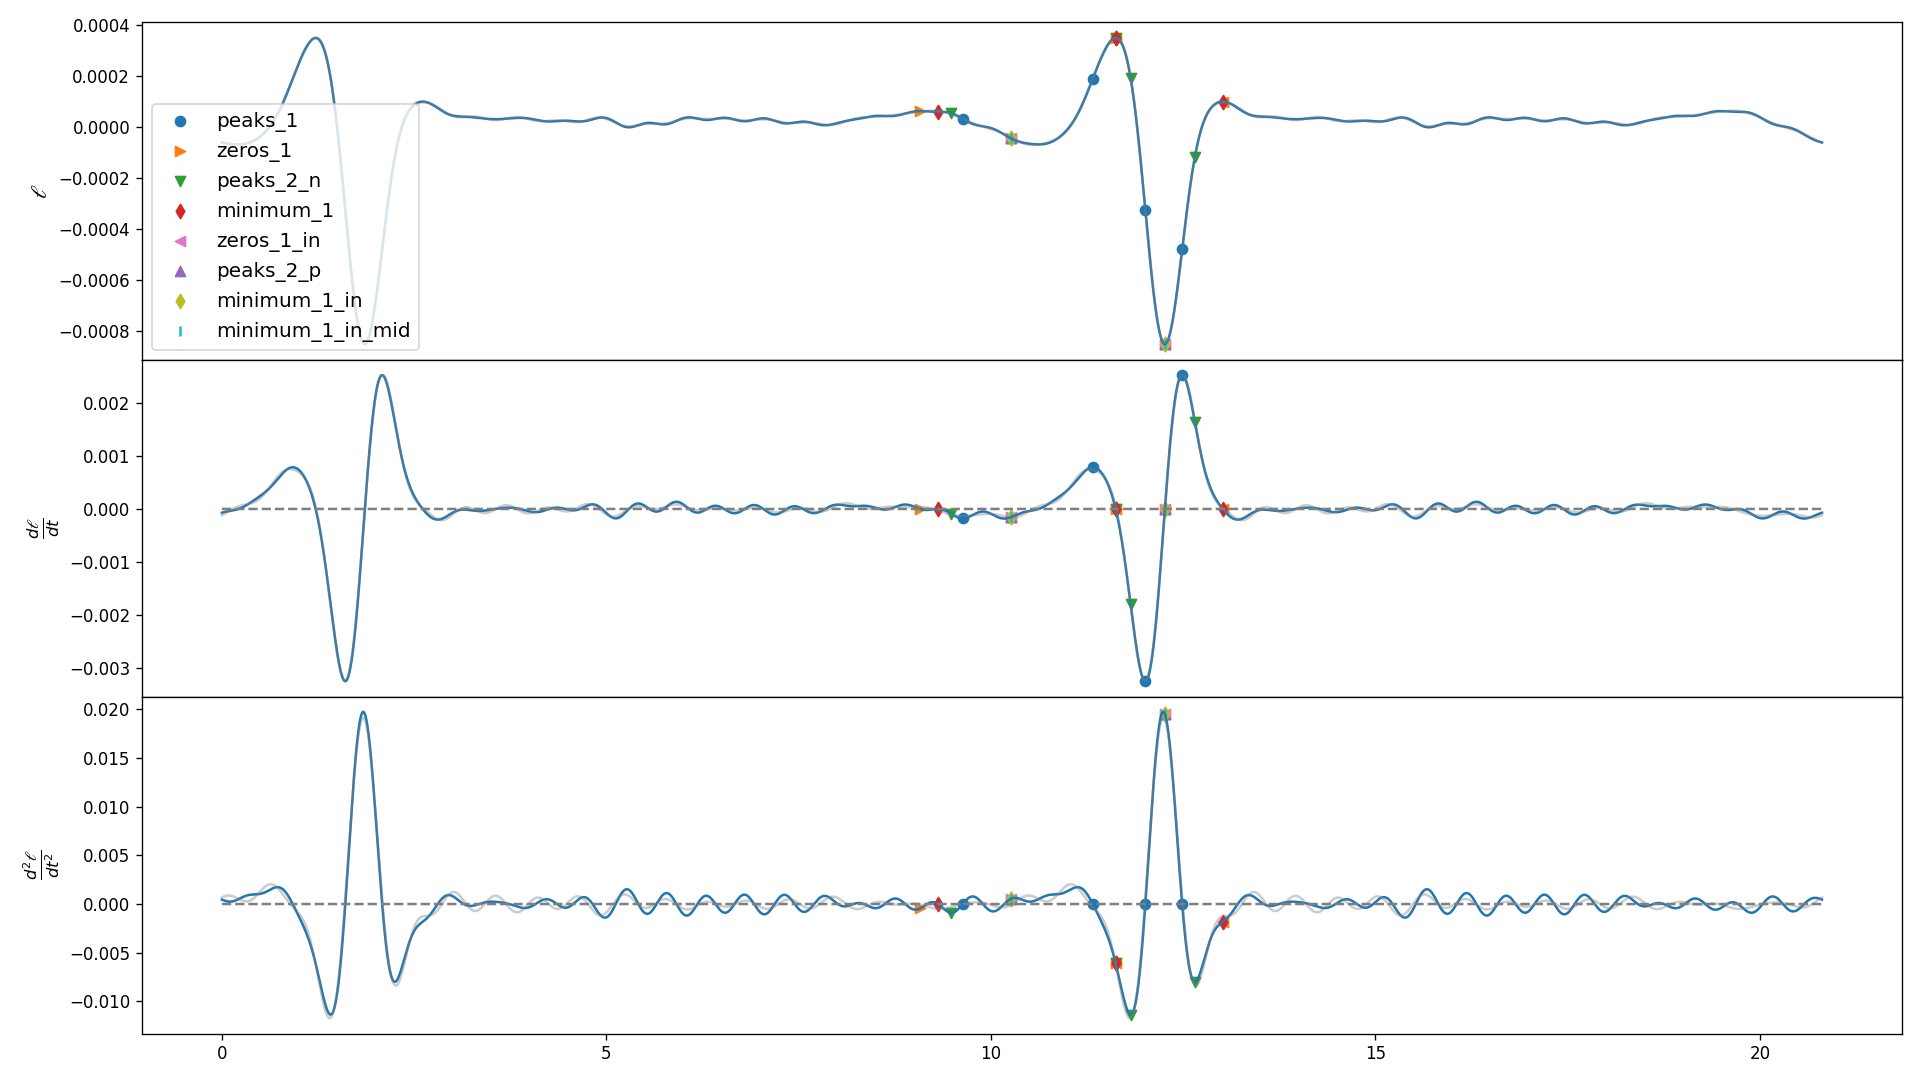 0.0004
0.0002
0.0000
−0.0002
−0.0004
−0.0006
−0.0008
ℓ
peaks_1
zeros_1
peaks_2_n
minimum_1
zeros_1_in
peaks_2_p
minimum_1_in
minimum_1_in_mid
0.002
0.001
0.000
−0.001
−0.002
−0.003
dℓ
dt
0.020
0.015
0.010
0.005
0.000
−0.005
−0.010
d²ℓ
dt²
0 5 10 15 20